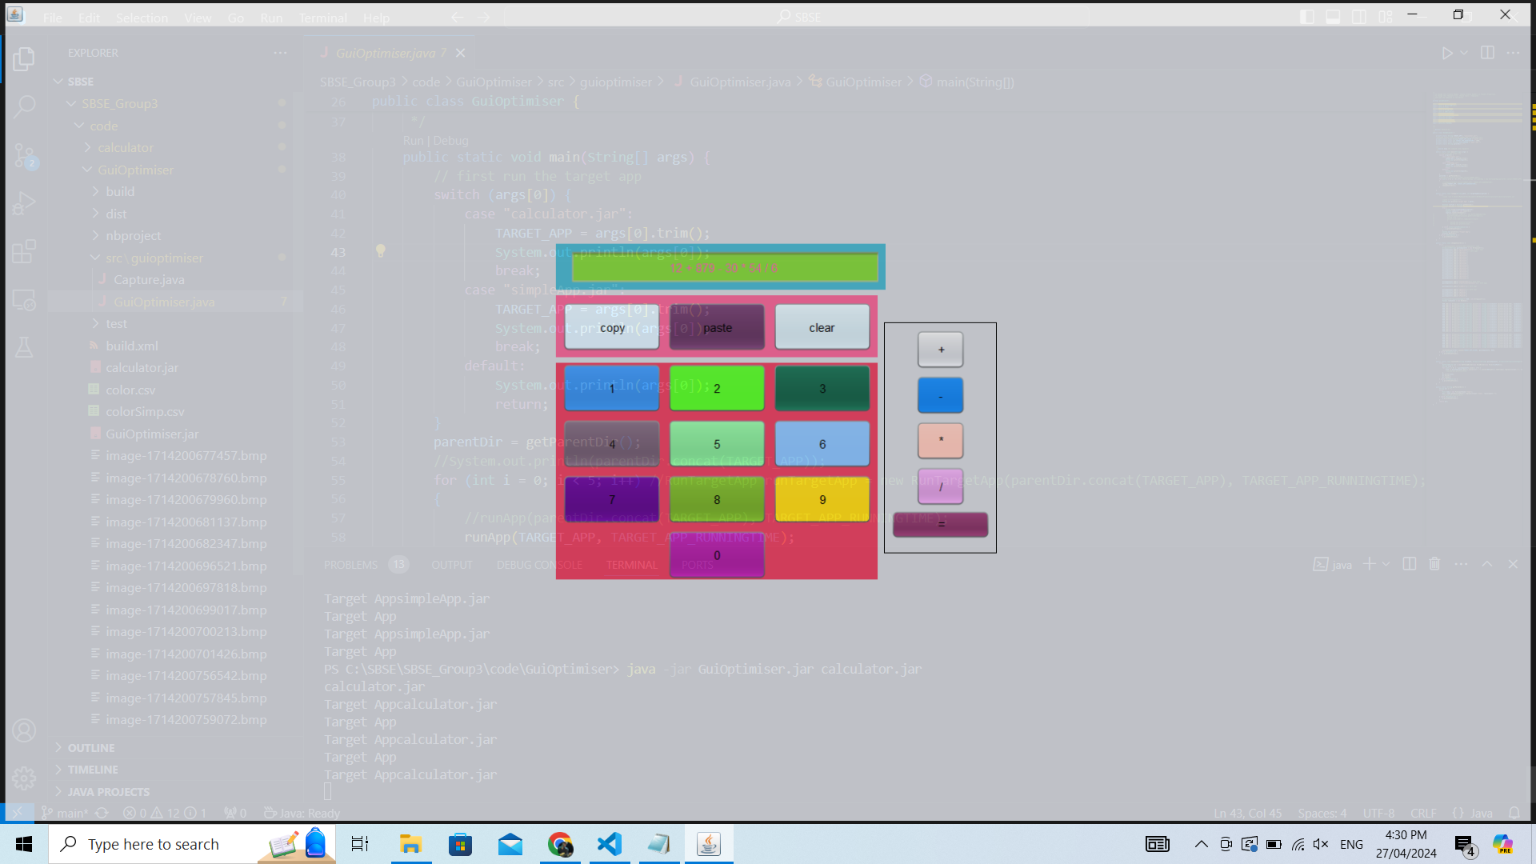 File Edit Selection View Go Run Terminal Help
SBSE
EXPLORER
SBSE
SBSE_Group3
code
calculator
GuiOptimiser
build
dist
nbproject
src \ guioptimiser
Capture.java
GuiOptimiser.java 7
test
build.xml
calculator.jar
color.csv
colorSimp.csv
GuiOptimiser.jar
image-1714200677457.bmp
image-1714200678760.bmp
image-1714200679960.bmp
image-1714200681137.bmp
image-1714200682347.bmp
image-1714200696521.bmp
image-1714200697818.bmp
image-1714200699017.bmp
image-1714200700213.bmp
image-1714200701426.bmp
image-1714200756542.bmp
image-1714200757845.bmp
image-1714200759072.bmp
OUTLINE
TIMELINE
JAVA PROJECTS
GuiOptimiser.java 7
SBSE_Group3 > code > GuiOptimiser > src > guioptimiser > GuiOptimiser.java > GuiOptimiser > main(String[])
26 public class GuiOptimiser {
37 */
Run | Debug
38 public static void main(String[] args) {
39 // first run the target app
40 switch (args[0]) {
41 case "calculator.jar":
42 TARGET_APP = args[0].trim();
43 System.out.println(args[0]);
44 break;
45 case "simpleApp.jar":
46 TARGET_APP = args[0].trim();
47 System.out.println(args[0]);
48 break;
49 default:
50 System.out.println(args[0]);
51 return;
52 }
53 parentDir = getParentDir();
54 //System.out.println(parentDir.concat(TARGET_APP));
55 for (int i = 0; i < 5; i++) //RunTargetApp runTargetApp = new RunTargetApp(parentDir.concat(TARGET_APP), TARGET_APP_RUNNINGTIME);
56 {
57 //runApp(parentDir.concat(TARGET_APP), TARGET_APP_RUNNINGTIME);
58 runApp(TARGET_APP, TARGET_APP_RUNNINGTIME);
12 + 879 - 30 * 54 / 6
copy paste clear
1 2 3
4 5 6
7 8 9
0
+
-
*
/
=
PROBLEMS 13 OUTPUT DEBUG CONSOLE TERMINAL PORTS
java
Target AppsimpleApp.jar
Target App
Target AppsimpleApp.jar
Target App
PS C:\SBSE\SBSE_Group3\code\GuiOptimiser> java -jar GuiOptimiser.jar calculator.jar
calculator.jar
Target Appcalculator.jar
Target App
Target Appcalculator.jar
Target App
Target Appcalculator.jar
main* 0 12 1 0 Java: Ready
Ln 43, Col 45 Spaces: 4 UTF-8 CRLF { } Java
Type here to search
ENG
4:30 PM
27/04/2024
4
PRE